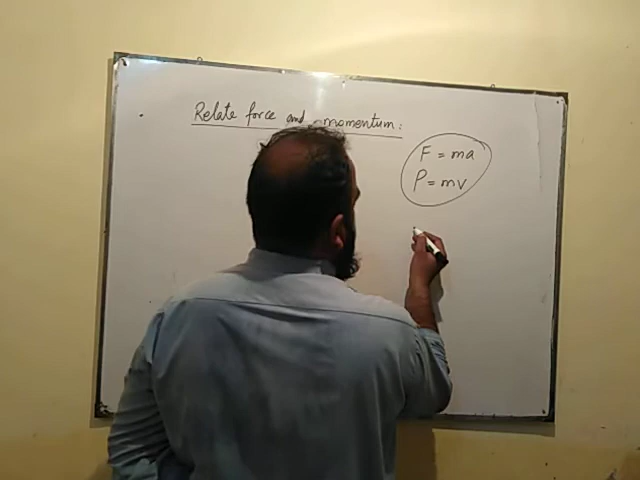 Relate force and momentum:
F = ma
P = mv